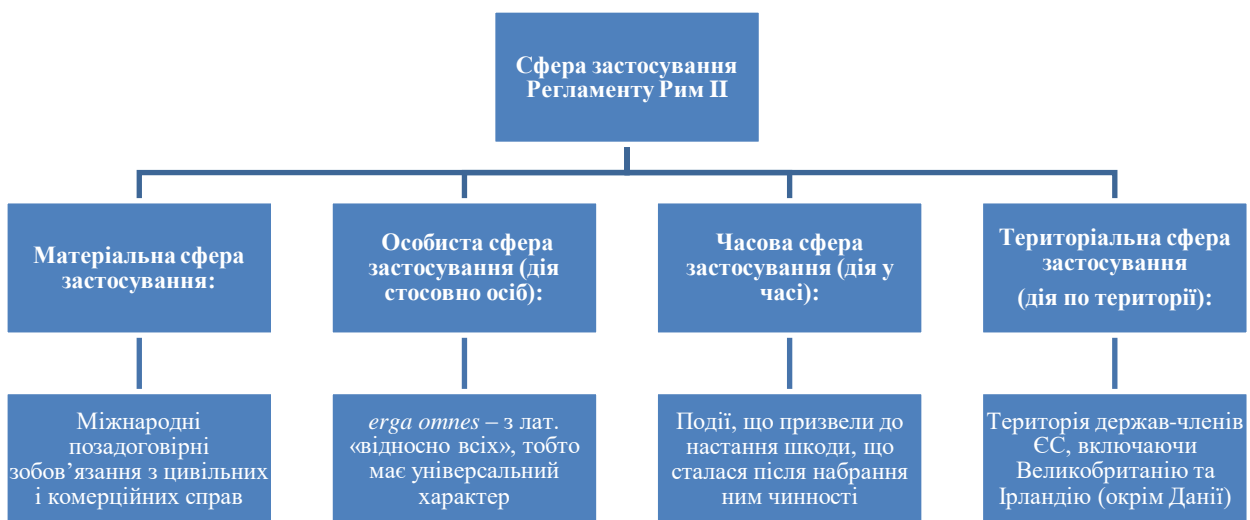 Сфера застосування
Регламенту Рим II
Матеріальна сфера
застосування:
Міжнародні
позадоговірні
зобов’язання з цивільних
і комерційних справ
Особиста сфера
застосування (дія
стосовно осіб):
erga omnes – з лат.
«відносно всіх», тобто
має універсальний
характер
Часова сфера
застосування (дія у
часі):
Події, що призвели до
настання шкоди, що
сталася після набрання
ним чинності
Територіальна сфера
застосування
(дія по території):
Територія держав-членів
ЄС, включаючи
Великобританію та
Ірландію (окрім Данії)